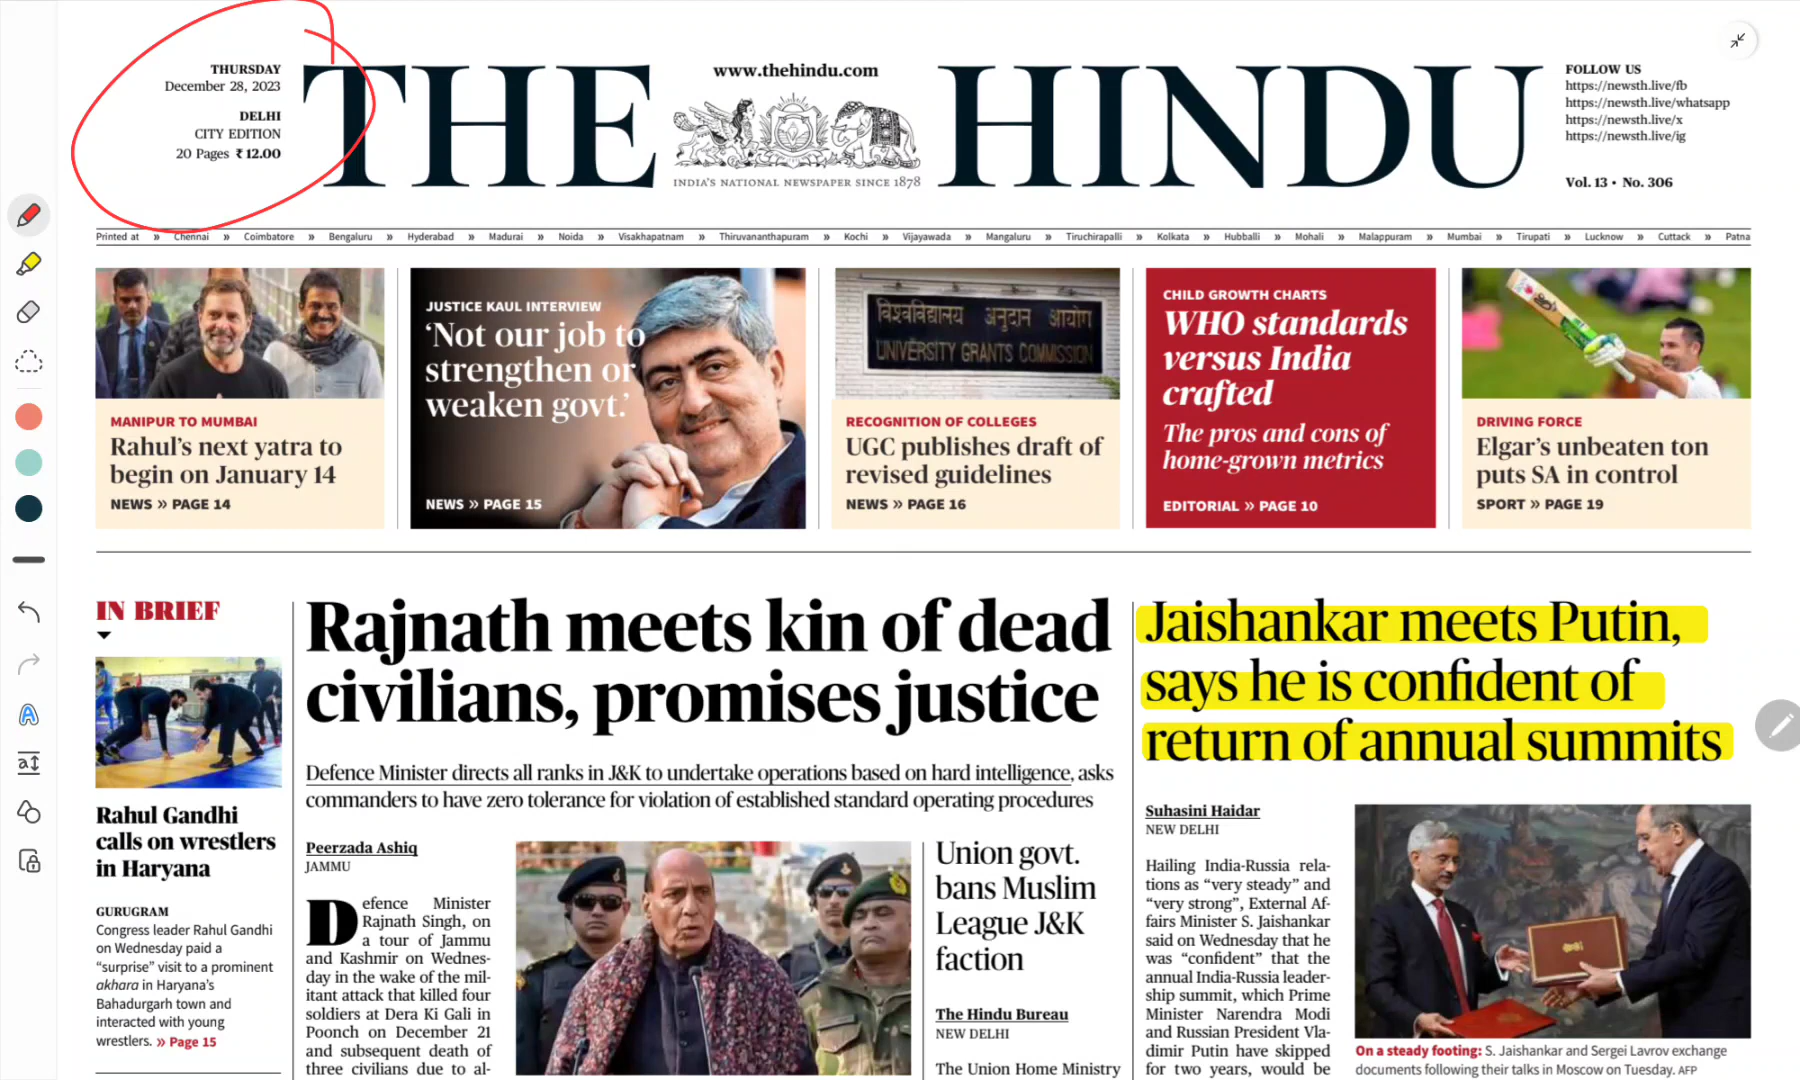 THURSDAY
December 28, 2023
DELHI
CITY EDITION
20 Pages ₹ 12.00
THE HINDU
www.thehindu.com
INDIA'S NATIONAL NEWSPAPER SINCE 1878
FOLLOW US
https://newsth.live/fb
https://newsth.live/whatsapp
https://newsth.live/x
https://newsth.live/ig
Vol. 13 • No. 306
Printed at » Chennai » Coimbatore » Bengaluru » Hyderabad » Madurai » Noida » Visakhapatnam » Thiruvananthapuram » Kochi » Vijayawada » Mangaluru » Tiruchirapalli » Kolkata » Hubballi » Mohali » Malappuram » Mumbai » Tirupati » Lucknow » Cuttack » Patna
MANIPUR TO MUMBAI
Rahul's next yatra to
begin on January 14
NEWS » PAGE 14
JUSTICE KAUL INTERVIEW
‘Not our job to
strengthen or
weaken govt.’
NEWS » PAGE 15
विश्वविद्यालय अनुदान आयोग
UNIVERSITY GRANTS COMMISSION
RECOGNITION OF COLLEGES
UGC publishes draft of
revised guidelines
NEWS » PAGE 16
CHILD GROWTH CHARTS
WHO standards
versus India
crafted
The pros and cons of
home-grown metrics
EDITORIAL » PAGE 10
DRIVING FORCE
Elgar's unbeaten ton
puts SA in control
SPORT » PAGE 19
IN BRIEF
Rahul Gandhi
calls on wrestlers
in Haryana
GURUGRAM
Congress leader Rahul Gandhi
on Wednesday paid a
“surprise” visit to a prominent
akhara in Haryana's
Bahadurgarh town and
interacted with young
wrestlers. » Page 15
Rajnath meets kin of dead
civilians, promises justice
Defence Minister directs all ranks in J&K to undertake operations based on hard intelligence, asks
commanders to have zero tolerance for violation of established standard operating procedures
Peerzada Ashiq
JAMMU
Defence Minister
Rajnath Singh, on
a tour of Jammu
and Kashmir on Wednes-
day in the wake of the mil-
itant attack that killed four
soldiers at Dera Ki Gali in
Poonch on December 21
and subsequent death of
three civilians due to al-
Union govt.
bans Muslim
League J&K
faction
The Hindu Bureau
NEW DELHI
The Union Home Ministry
Jaishankar meets Putin,
says he is confident of
return of annual summits
Suhasini Haidar
NEW DELHI
Hailing India-Russia rela-
tions as “very steady” and
“very strong”, External Af-
fairs Minister S. Jaishankar
said on Wednesday that he
was “confident” that the
annual India-Russia leader-
ship summit, which Prime
Minister Narendra Modi
and Russian President Vla-
dimir Putin have skipped
for two years, would be
On a steady footing: S. Jaishankar and Sergei Lavrov exchange
documents following their talks in Moscow on Tuesday. AFP